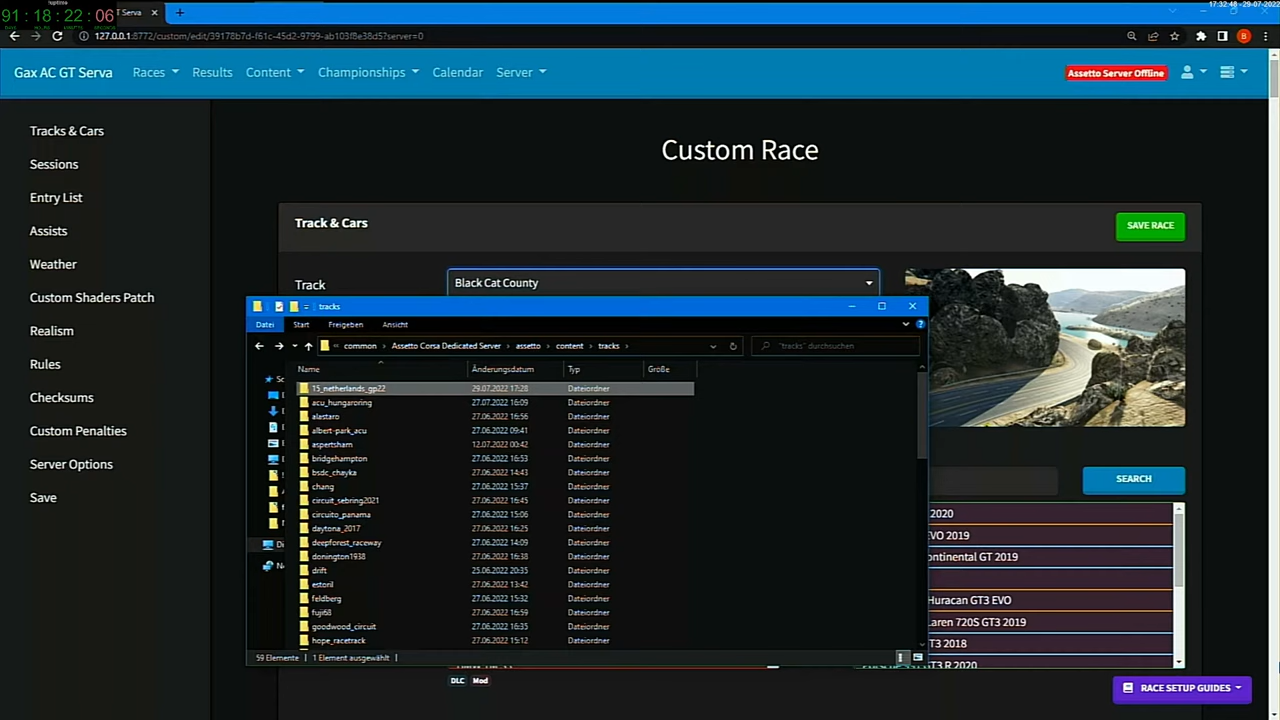 91:18:22:06
Serva
17:32:48 - 29-07-2022
127.0.0.1:8772/custom/edit/39178b7d-f61c-45d2-9799-ab103f8e38d5?server=0
B
Gax AC GT Serva
Races
Results
Content
Championships
Calendar
Server
Assetto Server Offline
Tracks & Cars
Sessions
Entry List
Assists
Weather
Custom Shaders Patch
Realism
Rules
Custom Penalties
Server Options
Save
Custom Race
Track & Cars
SAVE RACE
Track
Black Cat County
tracks
Datei
Start
Freigeben
Ansicht
common
Assetto Corsa Dedicated Server
assetto
content
tracks
"tracks" durchsuchen
Name
Änderungsdatum
Typ
Größe
15_netherlands_gp22 29.07.2022 17:28 Dateiordner
acu_hungaroring 27.07.2022 16:09 Dateiordner
alastaro 27.06.2022 16:56 Dateiordner
albert-park_acu 27.06.2022 09:41 Dateiordner
aspertsham 12.07.2022 00:42 Dateiordner
bridgehampton 27.06.2022 16:53 Dateiordner
bsdc_chayka 27.06.2022 14:43 Dateiordner
chang 27.06.2022 15:37 Dateiordner
circuit_sebring2021 27.06.2022 16:45 Dateiordner
circuito_panama 27.06.2022 15:06 Dateiordner
daytona_2017 27.06.2022 16:25 Dateiordner
deepforest_raceway 27.06.2022 14:09 Dateiordner
donington1938 27.06.2022 16:38 Dateiordner
drift 25.06.2022 20:35 Dateiordner
estoril 27.06.2022 13:42 Dateiordner
feldberg 27.06.2022 15:32 Dateiordner
fuji68 27.06.2022 16:59 Dateiordner
goodwood_circuit 27.06.2022 16:35 Dateiordner
hope_racetrack 27.06.2022 15:12 Dateiordner
59 Elemente
1 Element ausgewählt
SEARCH
2020
EVO 2019
ontinental GT 2019
Huracan GT3 EVO
Laren 720S GT3 2019
T3 2018
GT3 R 2020
DLC
Mod
RACE SETUP GUIDES